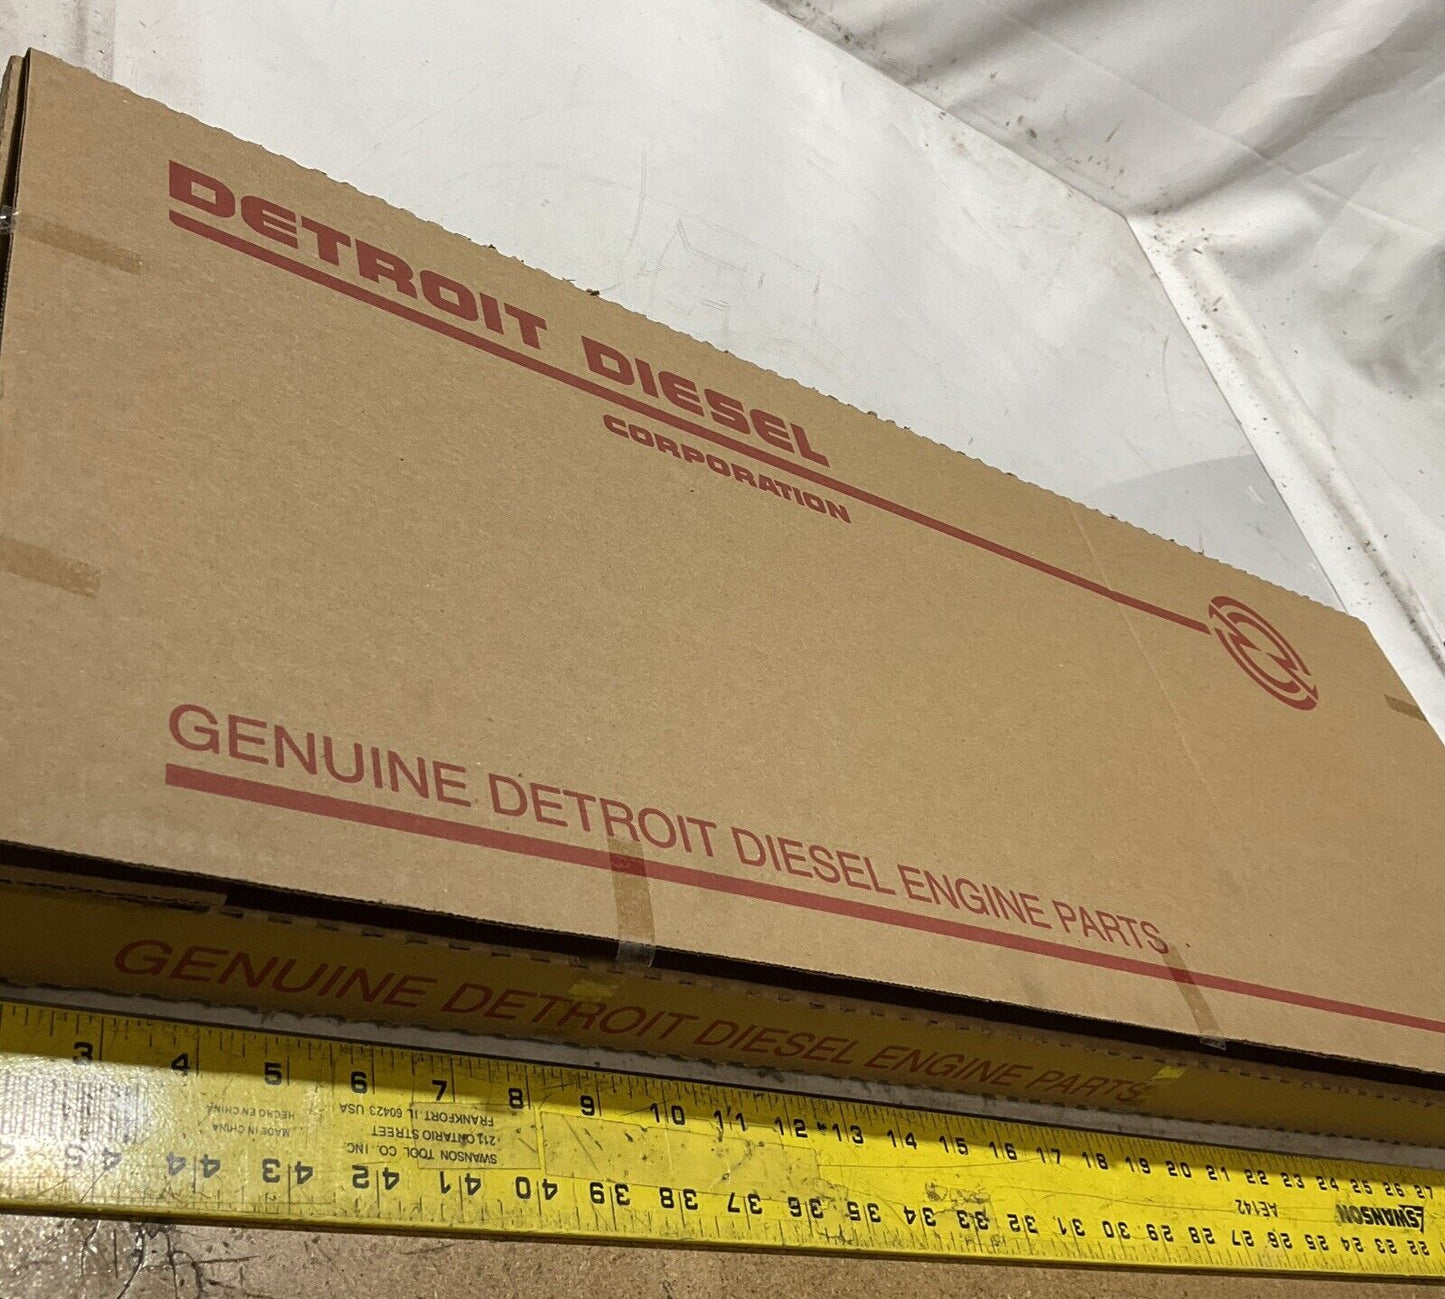 DETROIT DIESEL
CORPORATION
GENUINE DETROIT DIESEL ENGINE PARTS
GENUINE DETROIT DIESEL ENGINE PARTS
3 4 5 6 7 8 9 10 11 12 13 14 15 16 17 18 19 20 21 22 23 24 25 26 27
SWANSON TOOL CO. INC.
211 ONTARIO STREET
FRANKFORT, IL 60423 USA
MADE IN CHINA
HECHO EN CHINA
SWANSON
AE142
22 23 24 25 26 27 28 29 30 31 32 33 34 35 36 37 38 39 40 41 42 43 44 45